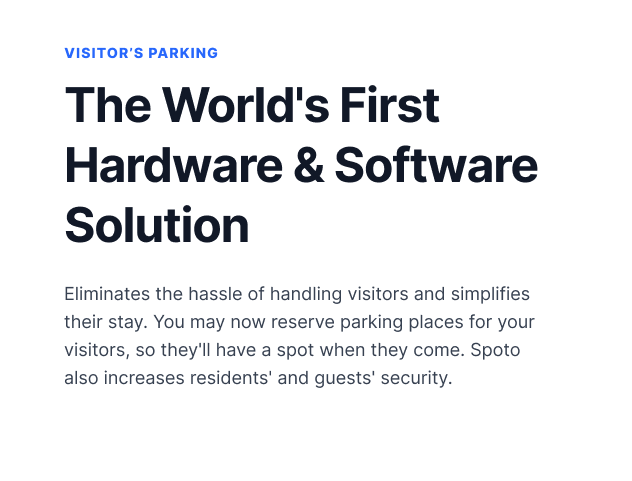 VISITOR’S PARKING
The World's First
Hardware & Software
Solution
Eliminates the hassle of handling visitors and simplifies
their stay. You may now reserve parking places for your
visitors, so they'll have a spot when they come. Spoto
also increases residents' and guests' security.